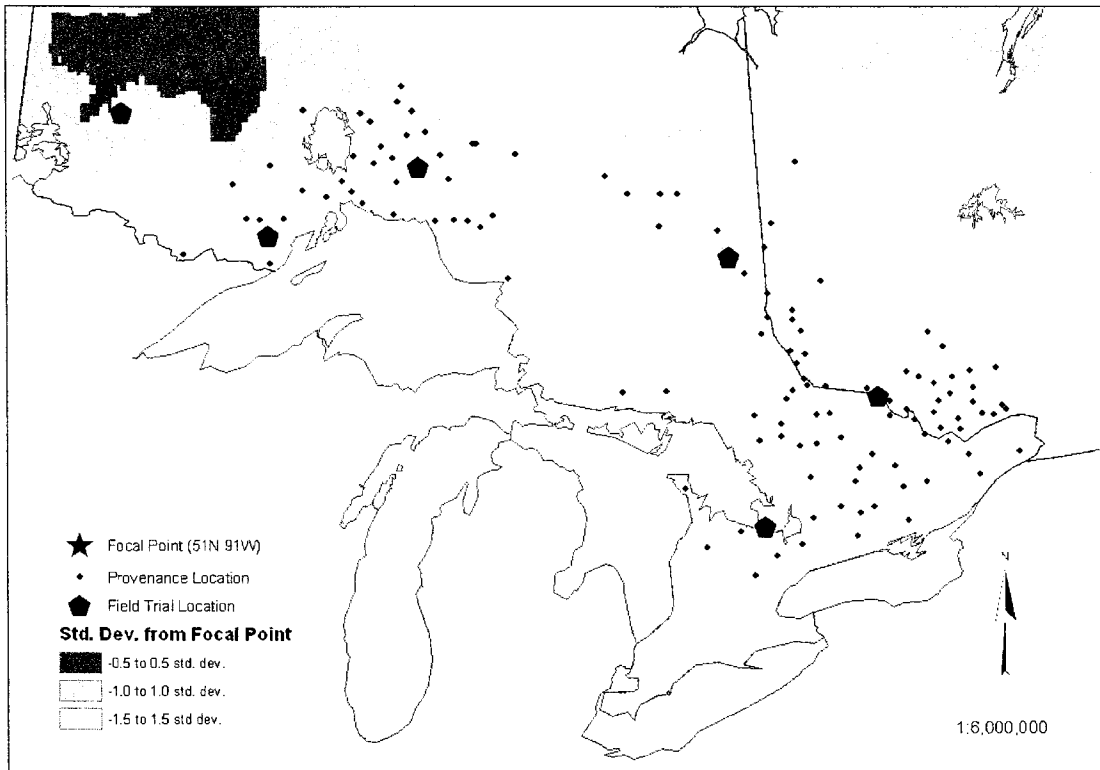 Focal Point (51N 91W)
Provenance Location
Field Trial Location
Std. Dev. from Focal Point
-0.5 to 0.5 std. dev.
-1.0 to 1.0 std. dev.
-1.5 to 1.5 std dev.
N
1:6,000,000